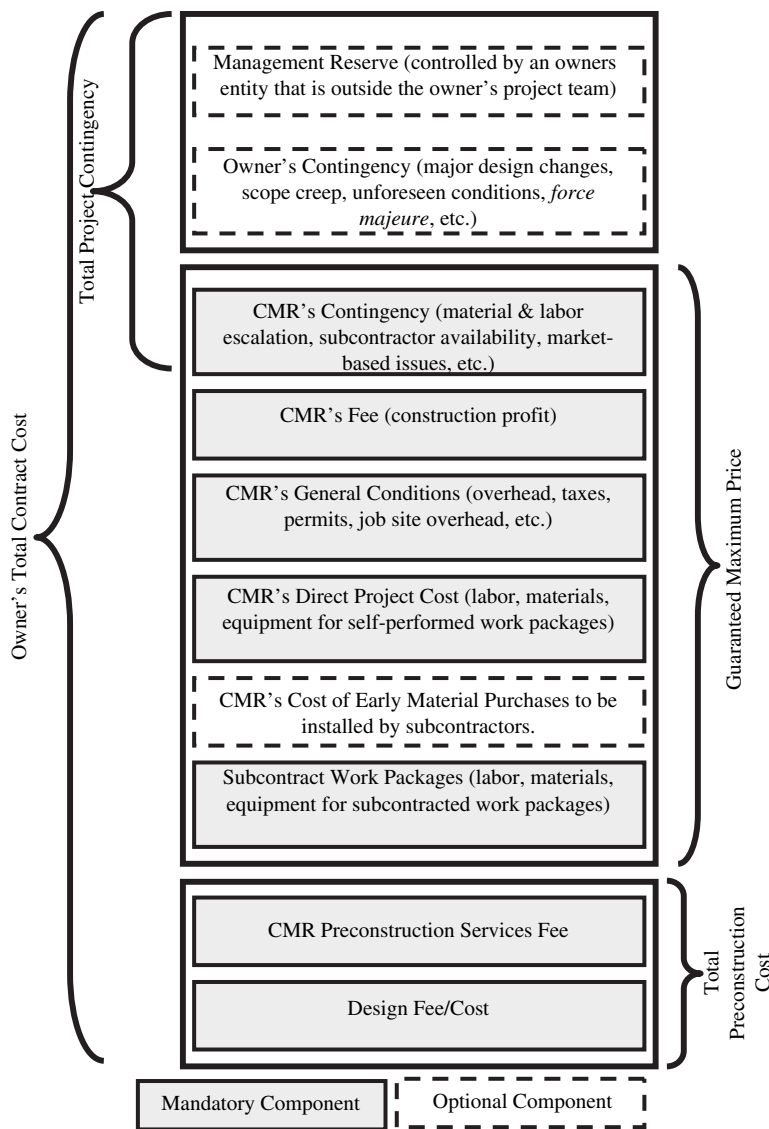 Management Reserve (controlled by an owners
entity that is outside the owner's project team)
Owner's Contingency (major design changes,
scope creep, unforeseen conditions, force
majeure, etc.)
Total Project Contingency
CMR's Contingency (material & labor
escalation, subcontractor availability, market-
based issues, etc.)
CMR's Fee (construction profit)
CMR's General Conditions (overhead, taxes,
permits, job site overhead, etc.)
CMR's Direct Project Cost (labor, materials,
equipment for self-performed work packages)
CMR's Cost of Early Material Purchases to be
installed by subcontractors.
Subcontract Work Packages (labor, materials,
equipment for subcontracted work packages)
Guaranteed Maximum Price
Owner's Total Contract Cost
CMR Preconstruction Services Fee
Design Fee/Cost
Total
Preconstruction
Cost
Mandatory Component
Optional Component